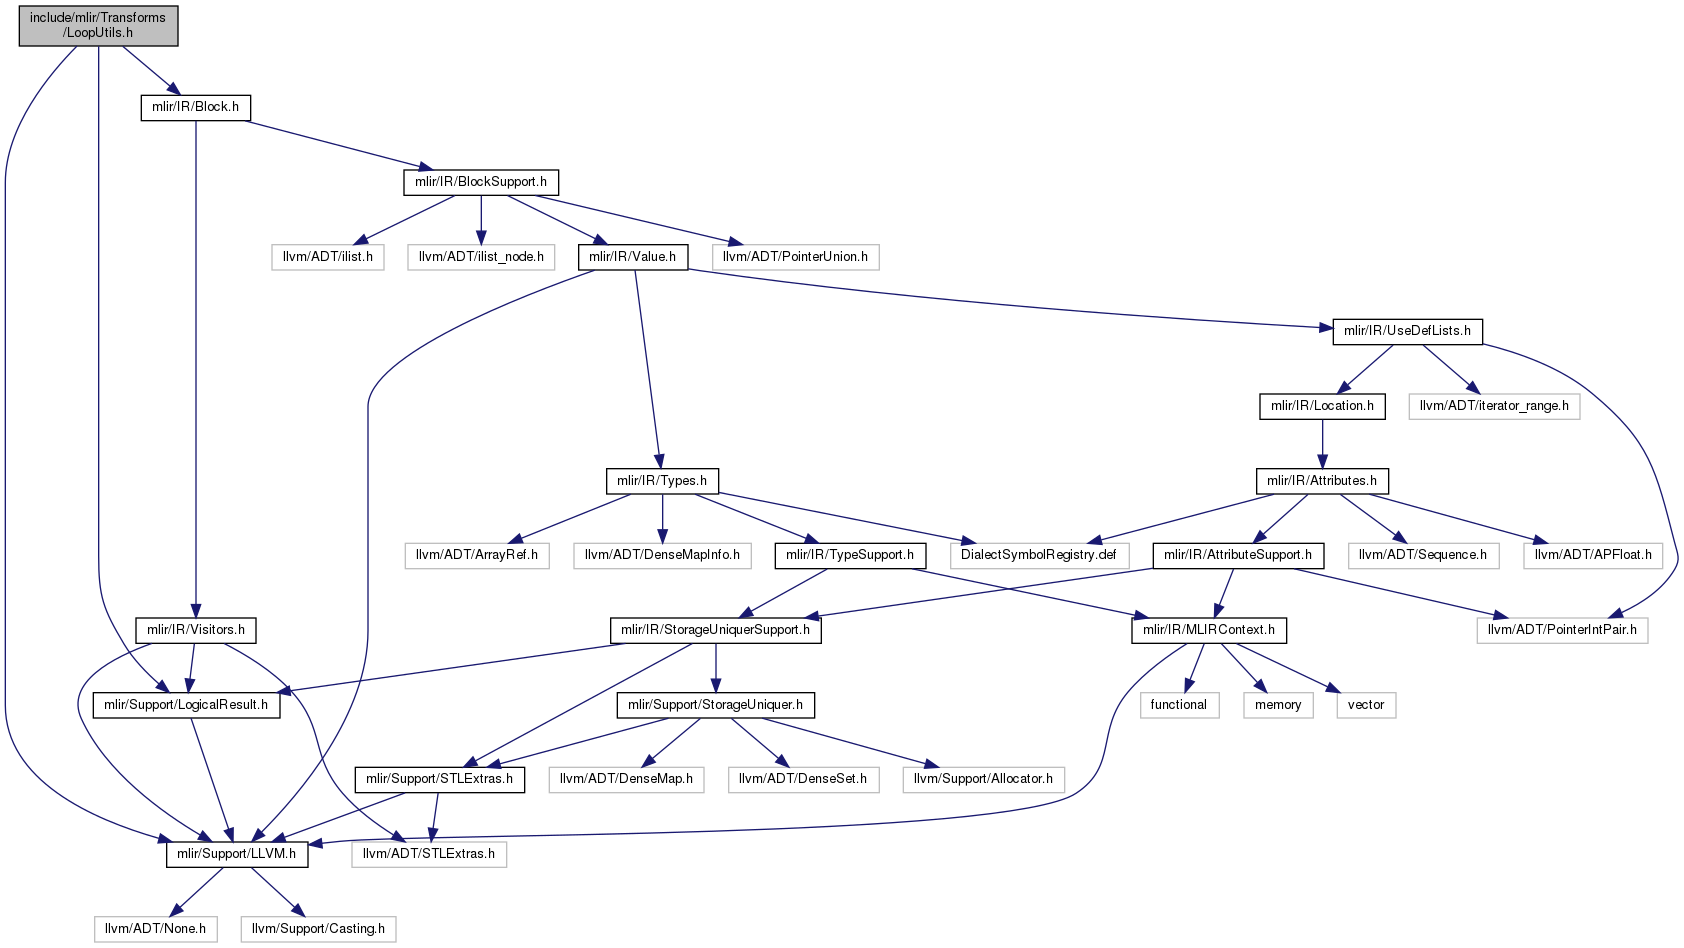 include/mlir/Transforms
/LoopUtils.h
mlir/IR/Block.h
mlir/IR/BlockSupport.h
llvm/ADT/ilist.h
llvm/ADT/ilist_node.h
mlir/IR/Value.h
llvm/ADT/PointerUnion.h
mlir/IR/UseDefLists.h
mlir/IR/Location.h
llvm/ADT/iterator_range.h
mlir/IR/Types.h
mlir/IR/Attributes.h
llvm/ADT/ArrayRef.h
llvm/ADT/DenseMapInfo.h
mlir/IR/TypeSupport.h
DialectSymbolRegistry.def
mlir/IR/AttributeSupport.h
llvm/ADT/Sequence.h
llvm/ADT/APFloat.h
mlir/IR/Visitors.h
mlir/IR/StorageUniquerSupport.h
mlir/IR/MLIRContext.h
llvm/ADT/PointerIntPair.h
mlir/Support/LogicalResult.h
mlir/Support/StorageUniquer.h
functional
memory
vector
mlir/Support/STLExtras.h
llvm/ADT/DenseMap.h
llvm/ADT/DenseSet.h
llvm/Support/Allocator.h
mlir/Support/LLVM.h
llvm/ADT/STLExtras.h
llvm/ADT/None.h
llvm/Support/Casting.h